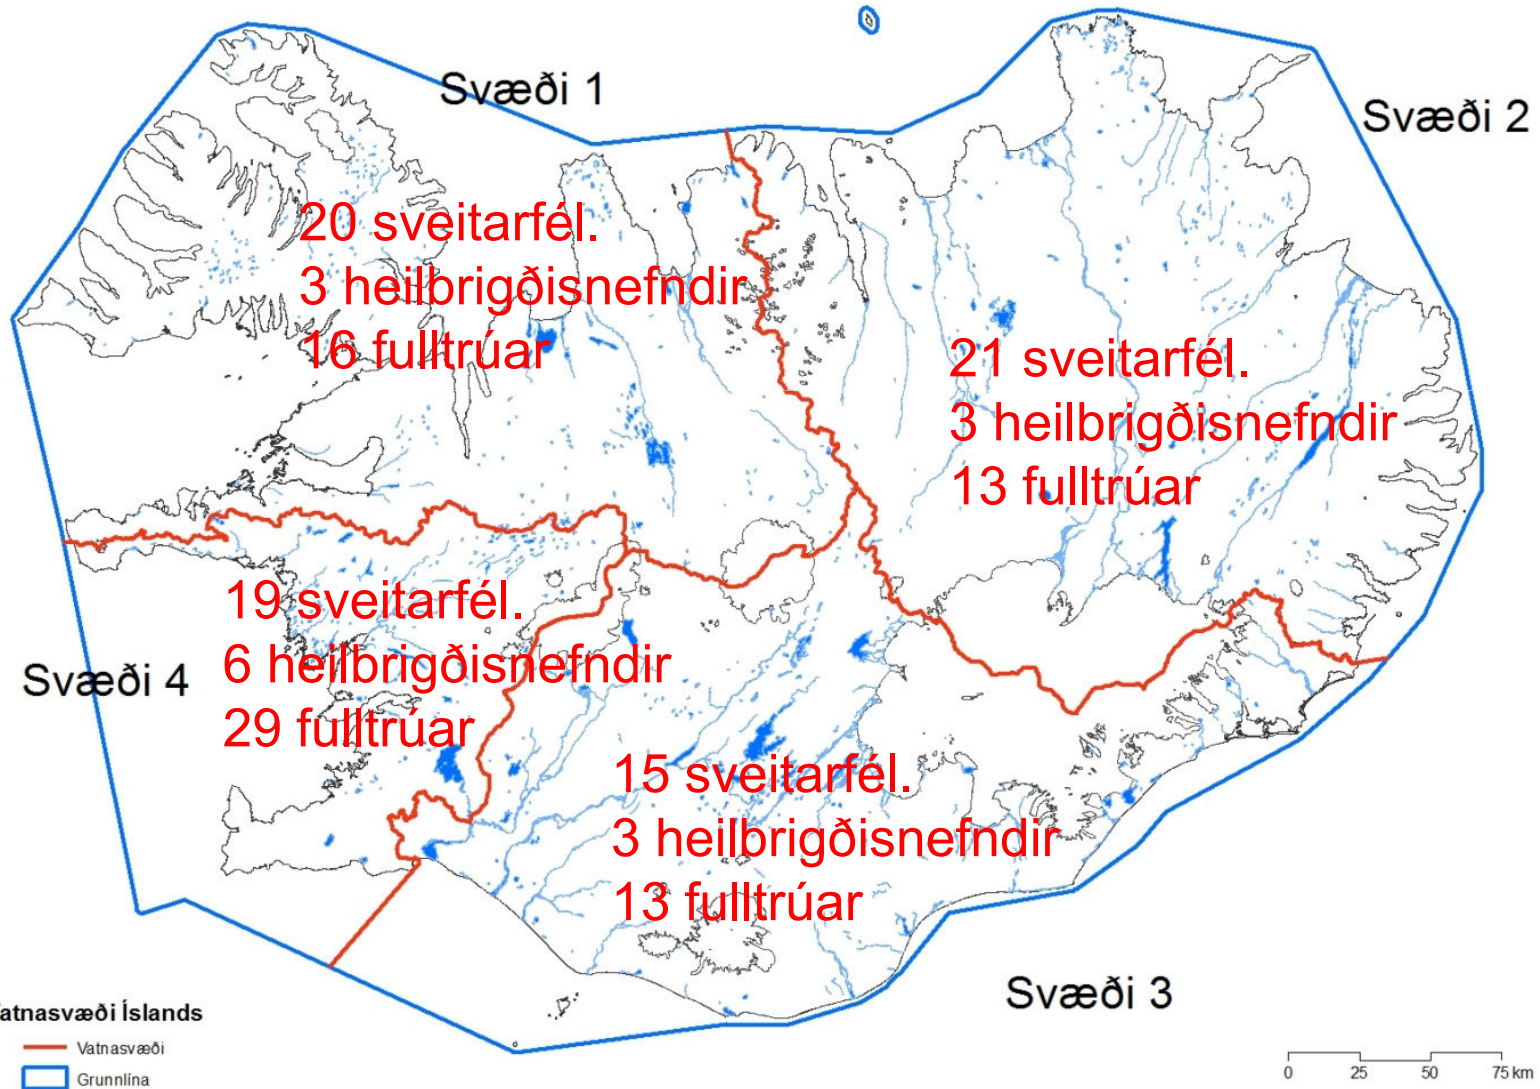 Svæði 1
Svæði 2
20 sveitarfél.
3 heilbrigðisnefndir
16 fulltrúar
21 sveitarfél.
3 heilbrigðisnefndir
13 fulltrúar
19 sveitarfél.
6 heilbrigðisnefndir
29 fulltrúar
Svæði 4
15 sveitarfél.
3 heilbrigðisnefndir
13 fulltrúar
Svæði 3
atnasvæði Íslands
Vatnasvæði
Grunnlína
0 25 50 75 km